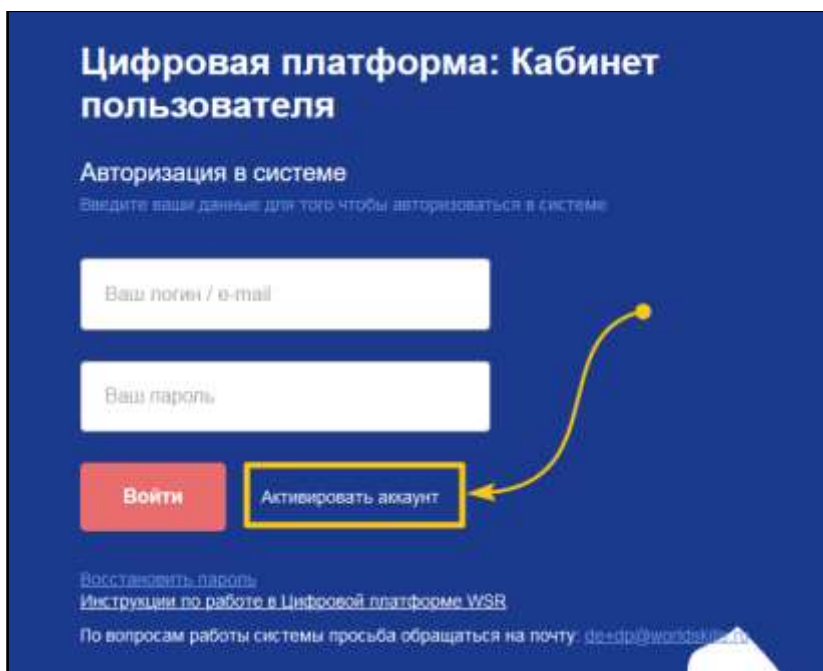 Цифровая платформа: Кабинет
пользователя
Авторизация в системе
Введите ваши данные для того чтобы авторизоваться в системе
Ваш логин / e-mail
Ваш пароль
Войти
Активировать аккаунт
Восстановить пароль
Инструкции по работе в Цифровой платформе WSR
По вопросам работы системы просьба обращаться на почту: